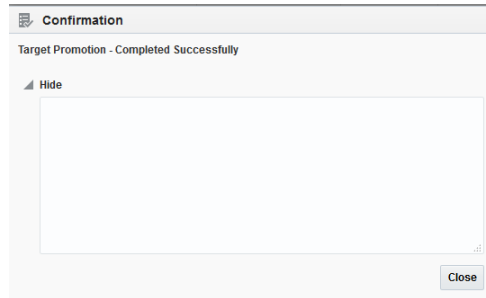 Confirmation
Target Promotion - Completed Successfully
Hide
Close